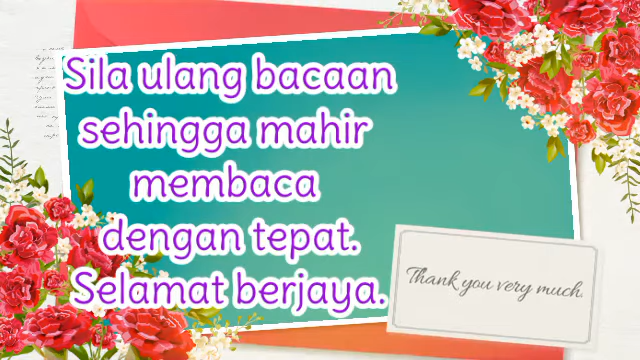 Sila ulang bacaan
sehingga mahir
membaca
dengan tepat.
Selamat berjaya.
Thank you very much.